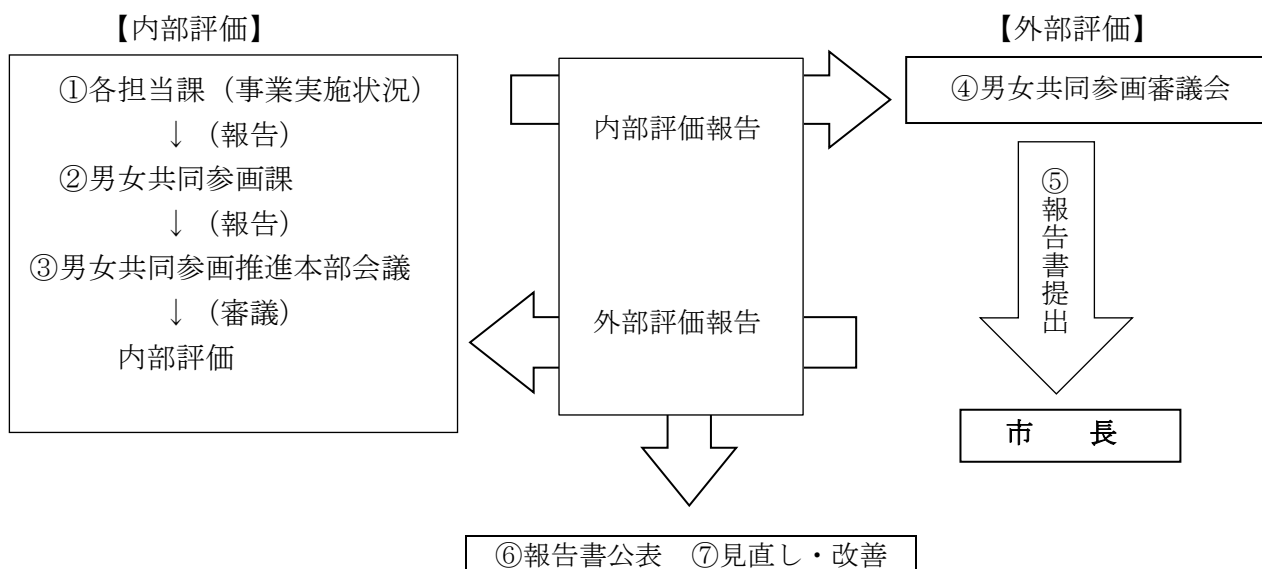 【内部評価】
①各担当課（事業実施状況）
↓（報告）
②男女共同参画課
↓（報告）
③男女共同参画推進本部会議
↓（審議）
内部評価
内部評価報告
外部評価報告
【外部評価】
④男女共同参画審議会
⑤報告書提出
市　長
⑥報告書公表　⑦見直し・改善